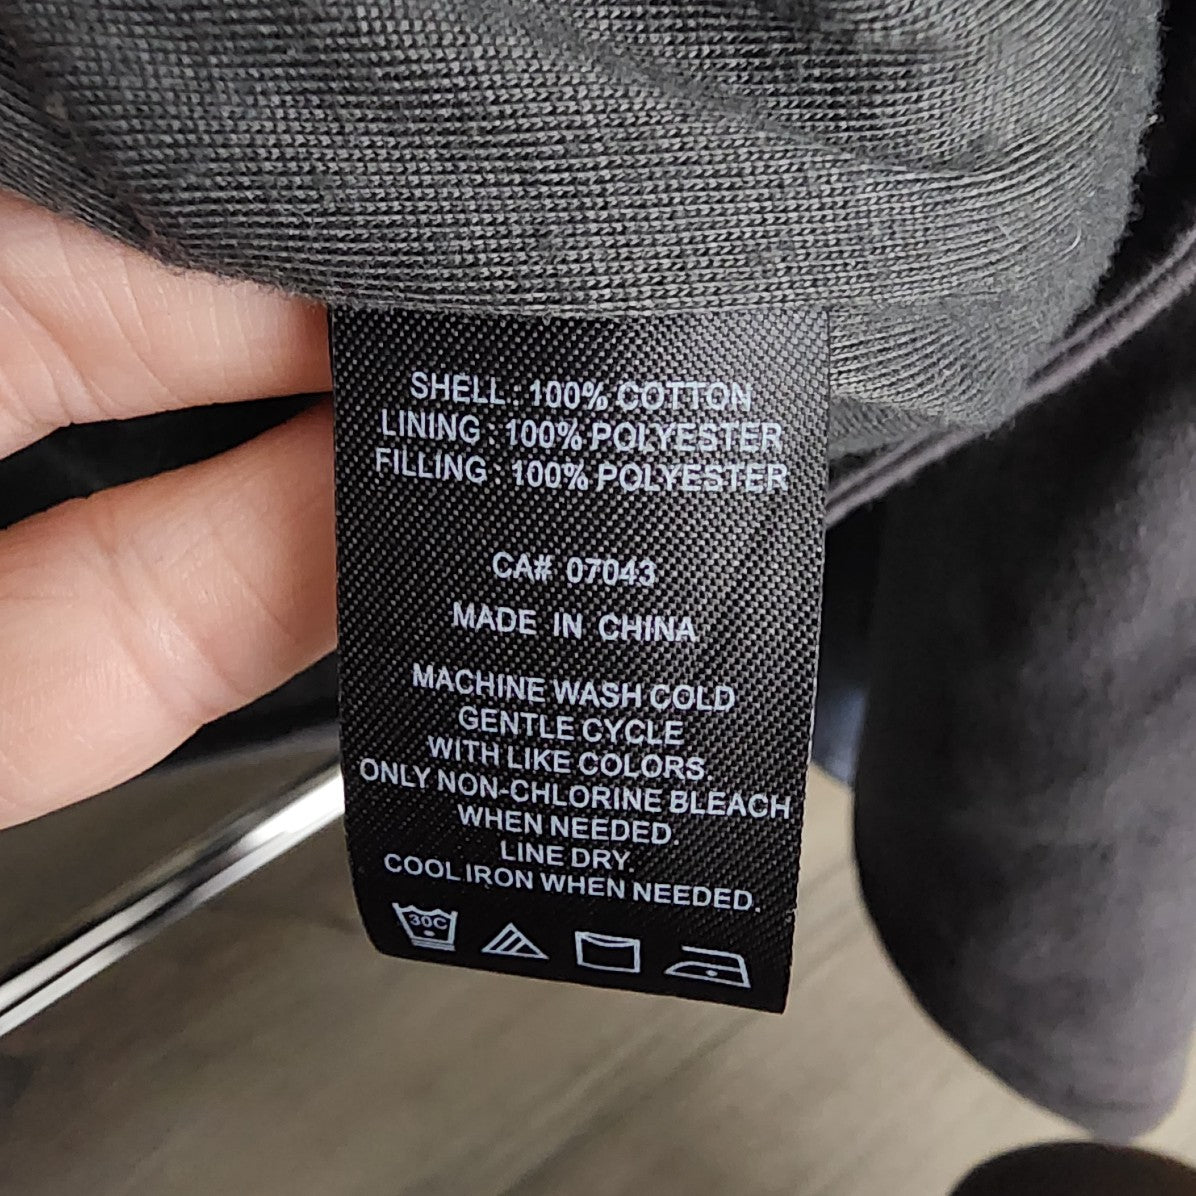 SHELL : 100% COTTON
LINING : 100% POLYESTER
FILLING : 100% POLYESTER
CA# 07043
MADE IN CHINA
MACHINE WASH COLD
GENTLE CYCLE
WITH LIKE COLORS.
ONLY NON-CHLORINE BLEACH
WHEN NEEDED.
LINE DRY.
COOL IRON WHEN NEEDED.
30C